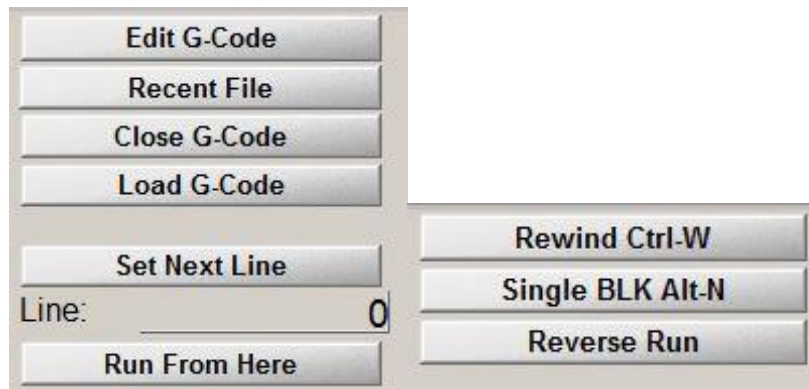 Edit G-Code
Recent File
Close G-Code
Load G-Code
Set Next Line
Line: 0
Run From Here
Rewind Ctrl-W
Single BLK Alt-N
Reverse Run